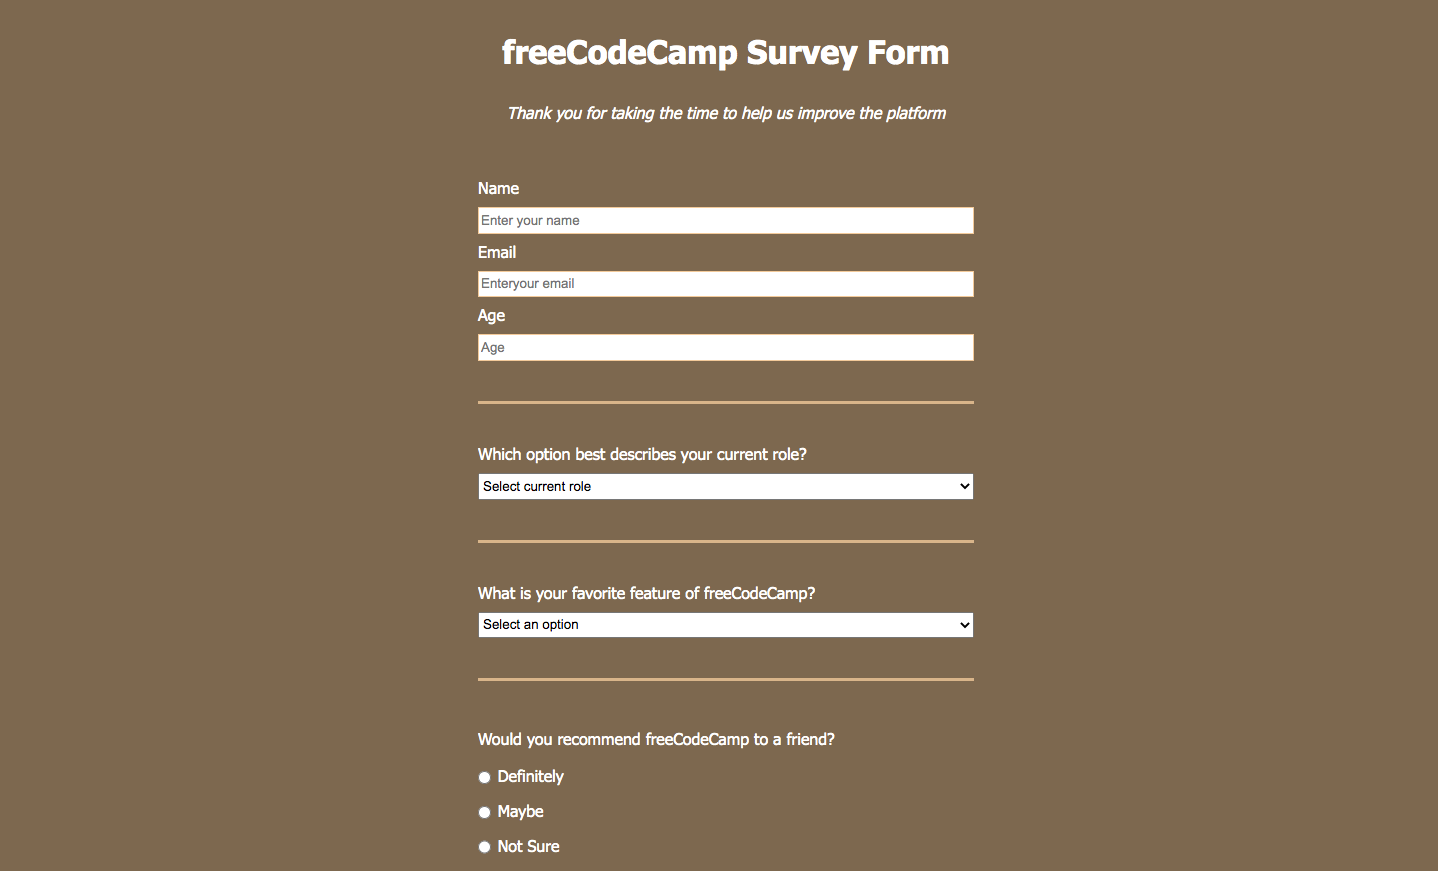 freeCodeCamp Survey Form
Thank you for taking the time to help us improve the platform
Name
Enter your name
Email
Enteryour email
Age
Age
Which option best describes your current role?
Select current role
What is your favorite feature of freeCodeCamp?
Select an option
Would you recommend freeCodeCamp to a friend?
Definitely
Maybe
Not Sure